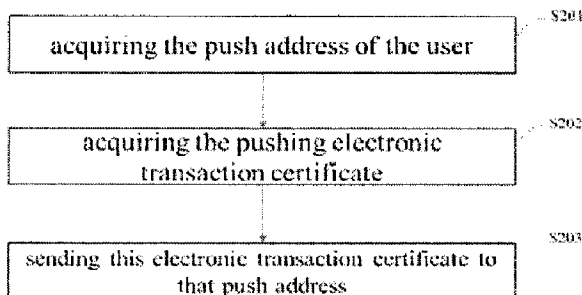 S201
acquiring the push address of the user
S202
acquiring the pushing electronic
transaction certificate
S203
sending this electronic transaction certificate to
that push address